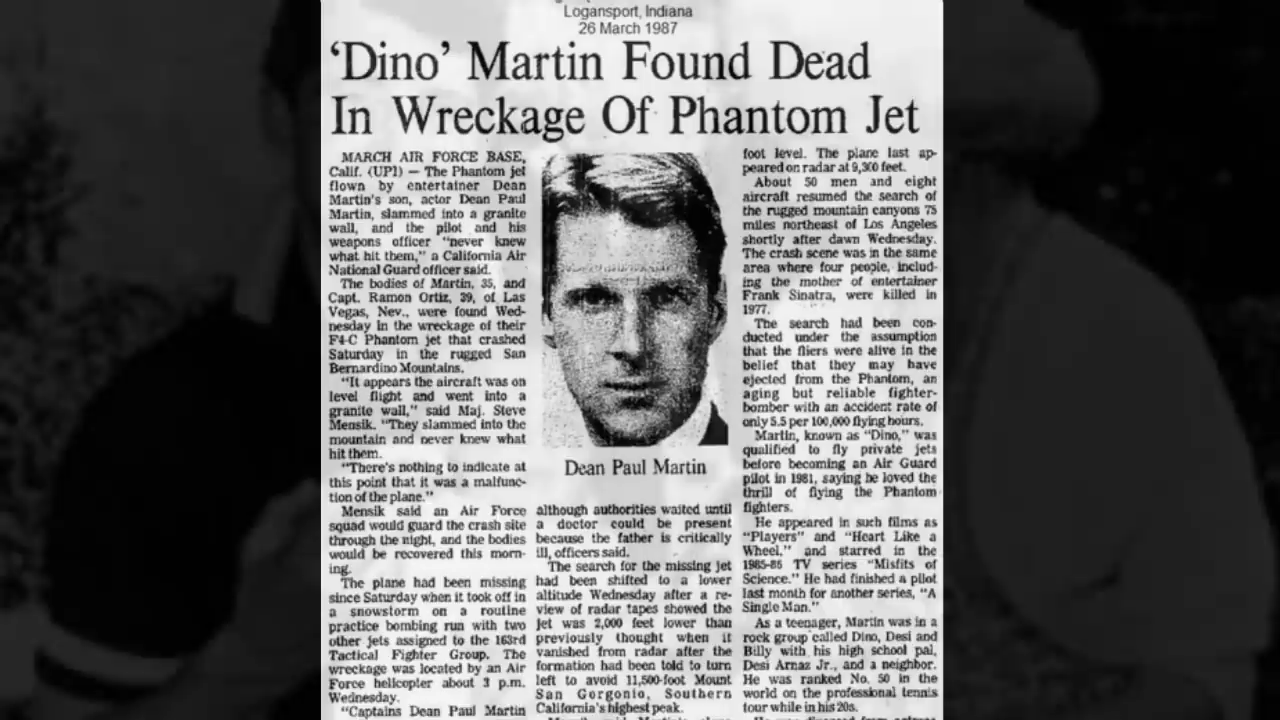 Logansport, Indiana
26 March 1987
‘Dino’ Martin Found Dead
In Wreckage Of Phantom Jet
MARCH AIR FORCE BASE,
Calif. (UPI) — The Phantom jet
flown by entertainer Dean
Martin's son, actor Dean Paul
Martin, slammed into a granite
wall, and the pilot and his
weapons officer "never knew
what hit them," a California Air
National Guard officer said.
The bodies of Martin, 35, and
Capt. Ramon Ortiz, 39, of Las
Vegas, Nev., were found Wed-
nesday in the wreckage of their
F4-C Phantom jet that crashed
Saturday in the rugged San
Bernardino Mountains.
"It appears the aircraft was on
level flight and went into a
granite wall," said Maj. Steve
Mensik. "They slammed into the
mountain and never knew what
hit them.
"There's nothing to indicate at
this point that it was a malfunc-
tion of the plane."
Mensik said an Air Force
squad would guard the crash site
through the night, and the bodies
would be recovered this morn-
ing.
The plane had been missing
since Saturday when it took off in
a snowstorm on a routine
practice bombing run with two
other jets assigned to the 163rd
Tactical Fighter Group. The
wreckage was located by an Air
Force helicopter about 3 p.m.
Wednesday.
"Captains Dean Paul Martin
Dean Paul Martin
although authorities waited until
a doctor could be present
because the father is critically
ill, officers said.
The search for the missing jet
had been shifted to a lower
altitude Wednesday after a re-
view of radar tapes showed the
jet was 2,000 feet lower than
previously thought when it
vanished from radar after the
formation had been told to turn
left to avoid 11,500-foot Mount
San Gorgonio, Southern
California's highest peak.
foot level. The plane last ap-
peared on radar at 9,300 feet.
About 50 men and eight
aircraft resumed the search of
the rugged mountain canyons 75
miles northeast of Los Angeles
shortly after dawn Wednesday.
The crash scene was in the same
area where four people, includ-
ing the mother of entertainer
Frank Sinatra, were killed in
1977.
The search had been con-
ducted under the assumption
that the fliers were alive in the
belief that they may have
ejected from the Phantom, an
aging but reliable fighter-
bomber with an accident rate of
only 5.5 per 100,000 flying hours.
Martin, known as "Dino," was
qualified to fly private jets
before becoming an Air Guard
pilot in 1981, saying he loved the
thrill of flying the Phantom
fighters.
He appeared in such films as
"Players" and "Heart Like a
Wheel," and starred in the
1985-86 TV series "Misfits of
Science." He had finished a pilot
last month for another series, "A
Single Man."
As a teenager, Martin was in a
rock group called Dino, Desi and
Billy with his high school pal,
Desi Arnaz Jr., and a neighbor.
He was ranked No. 50 in the
world on the professional tennis
tour while in his 20s.